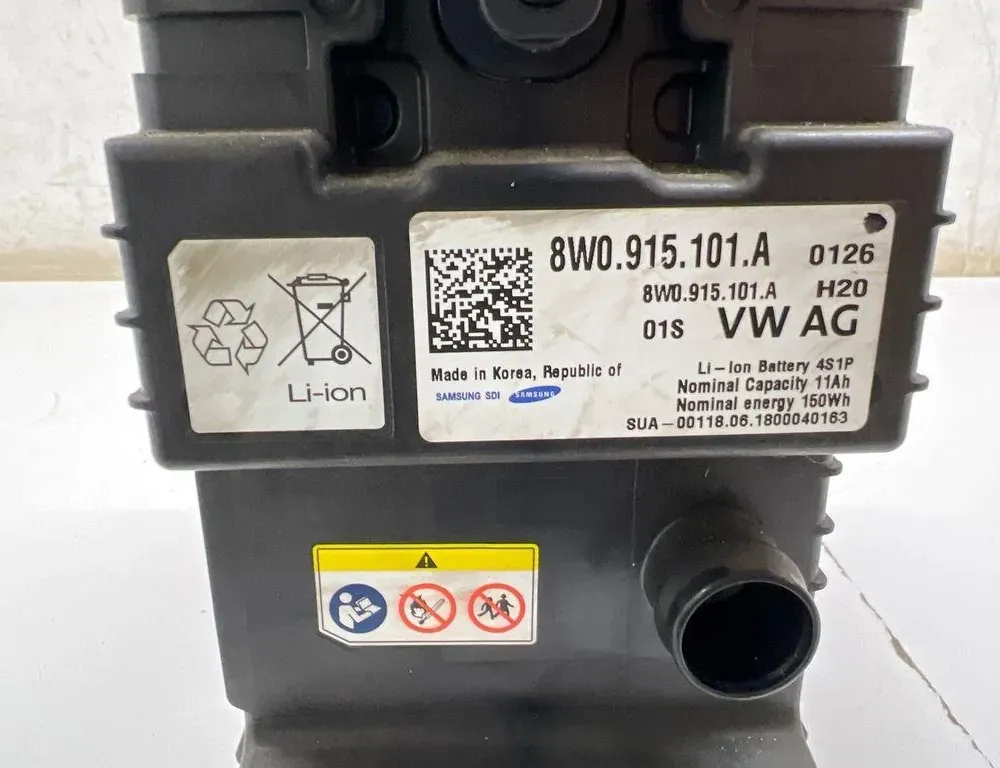 8W0.915.101.A 0126
8W0.915.101.A H20
01S VW AG
Made in Korea, Republic of
SAMSUNG SDI SAMSUNG
Li-Ion Battery 4S1P
Nominal Capacity 11Ah
Nominal energy 150Wh
SUA-00118.06.1800040163
Li-ion